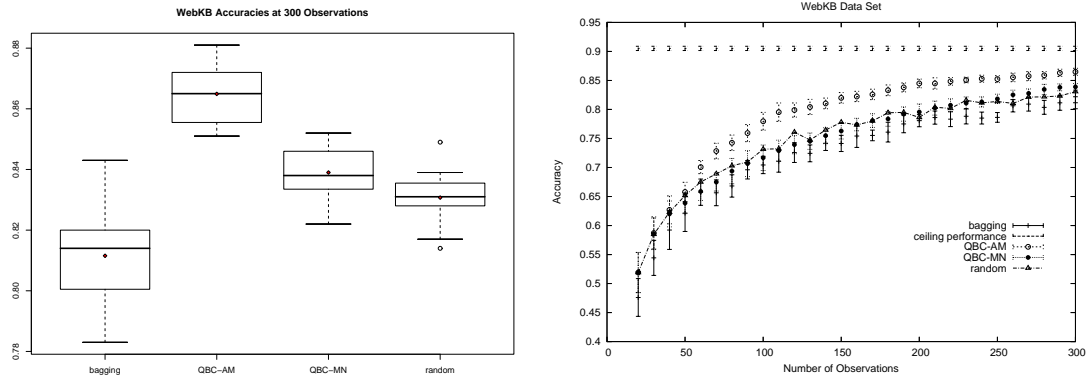 WebKB Accuracies at 300 Observations
0.88
0.86
0.84
0.82
0.80
0.78
bagging QBC−AM QBC−MN random
WebKB Data Set
0.95
0.9
0.85
0.8
0.75
0.7
0.65
0.6
0.55
0.5
0.45
0.4
Accuracy
bagging
ceiling performance
QBC-AM
QBC-MN
random
0 50 100 150 200 250 300
Number of Observations